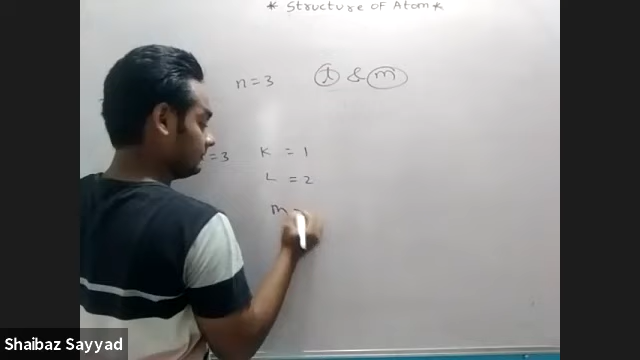 * Structure of Atom *
n = 3 l & m
= 3 K = 1
L = 2
m =
Shaibaz Sayyad